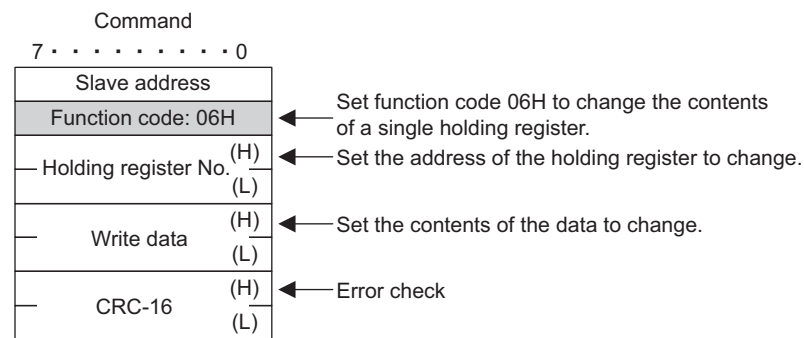 Command
7 · · · · · · · · · 0
Slave address
Function code: 06H
Set function code 06H to change the contents
of a single holding register.
Holding register No.
(H)
(L)
Set the address of the holding register to change.
Write data
(H)
(L)
Set the contents of the data to change.
CRC-16
(H)
(L)
Error check